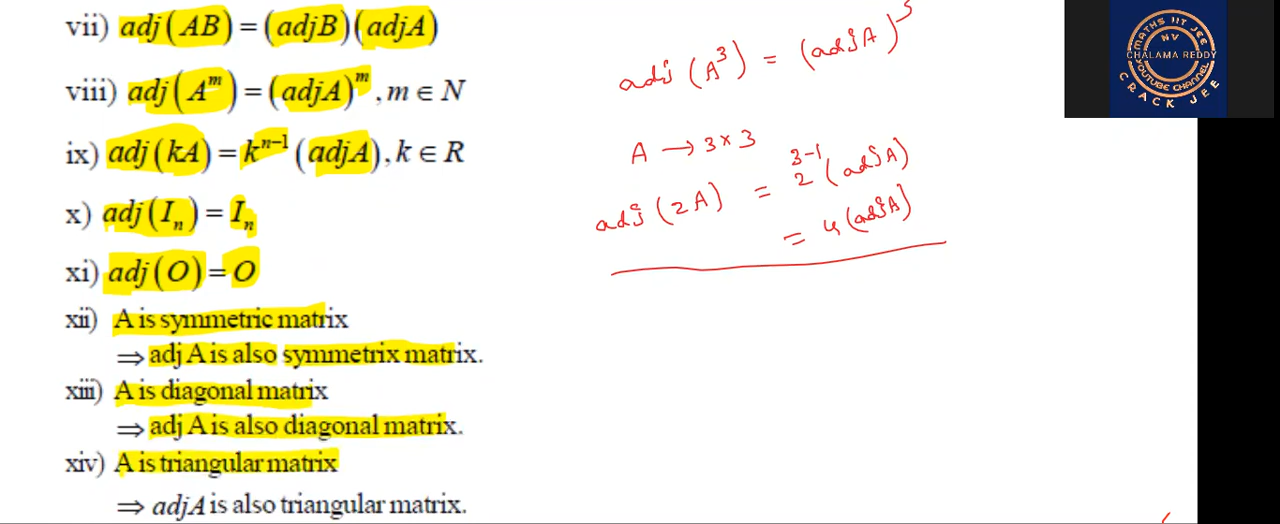 vii) adj(AB) = (adjB)(adjA)
viii) adj(A^m) = (adjA)^m, m ∈ N
ix) adj(kA) = k^{n-1}(adjA), k ∈ R
x) adj(I_n) = I_n
xi) adj(O) = O
xii) A is symmetric matrix
⇒ adj A is also symmetrix matrix.
xiii) A is diagonal matrix
⇒ adj A is also diagonal matrix.
xiv) A is triangular matrix
⇒ adjA is also triangular matrix.
adj (A^3) = (adjA)^3
A → 3×3
adj (2A) = 2^{3-1} (adjA)
= 4 (adjA)
MATHS IIT JEE
NV
CHALAMA REDDY
YOUTUBE CHANNEL
CRACK JEE